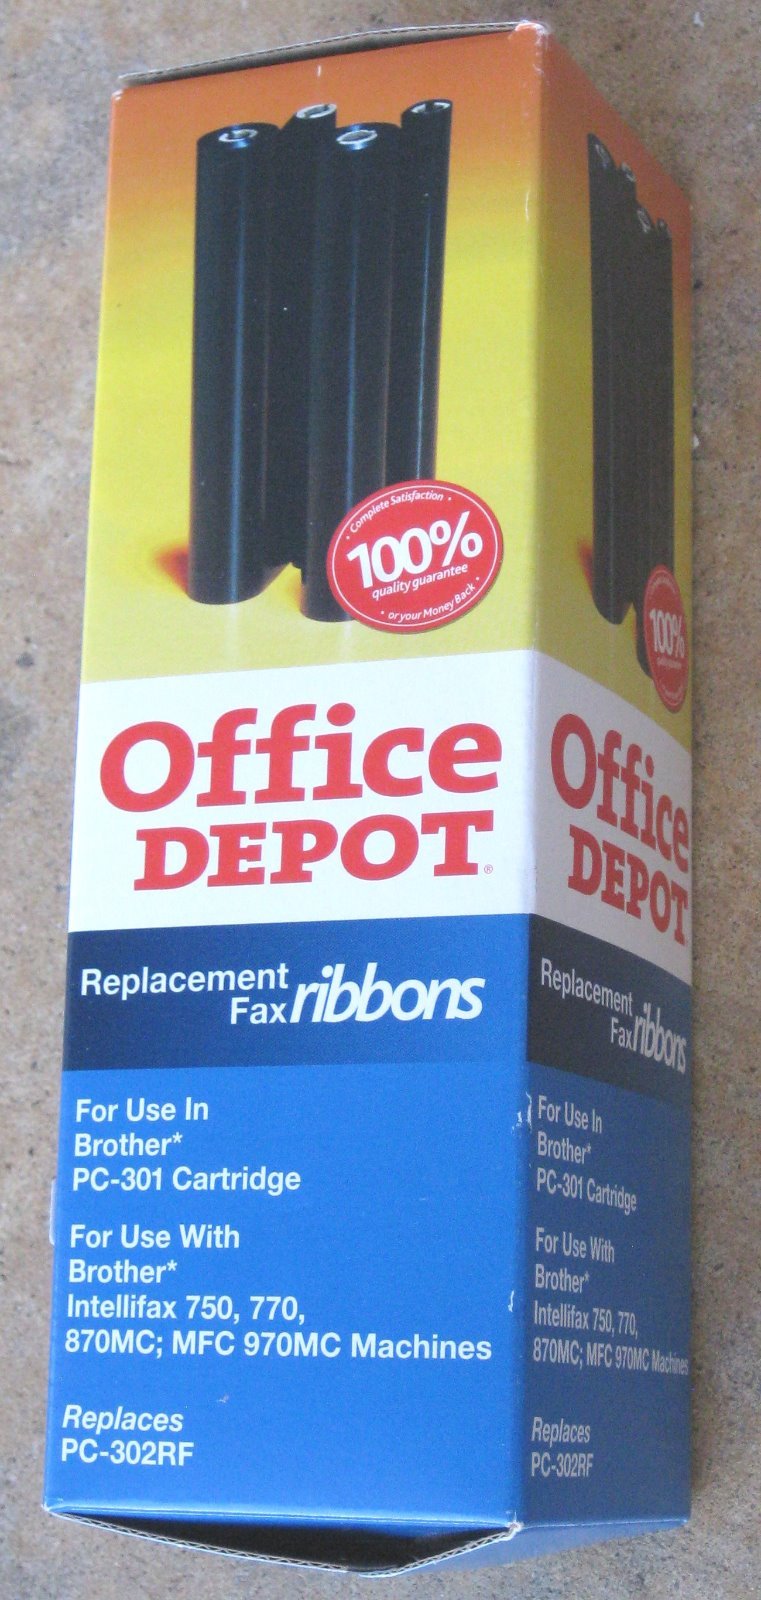 • Complete Satisfaction •
100%
quality guarantee
• or your Money Back •
Office
DEPOT®
Replacement
Fax ribbons
For Use In
Brother*
PC-301 Cartridge
For Use With
Brother*
Intellifax 750, 770,
870MC; MFC 970MC Machines
Replaces
PC-302RF
100%
Office
DEPOT
Replacement
Fax ribbons
For Use In
Brother*
PC-301 Cartridge
For Use With
Brother*
Intellifax 750, 770,
870MC; MFC 970MC Machines
Replaces
PC-302RF